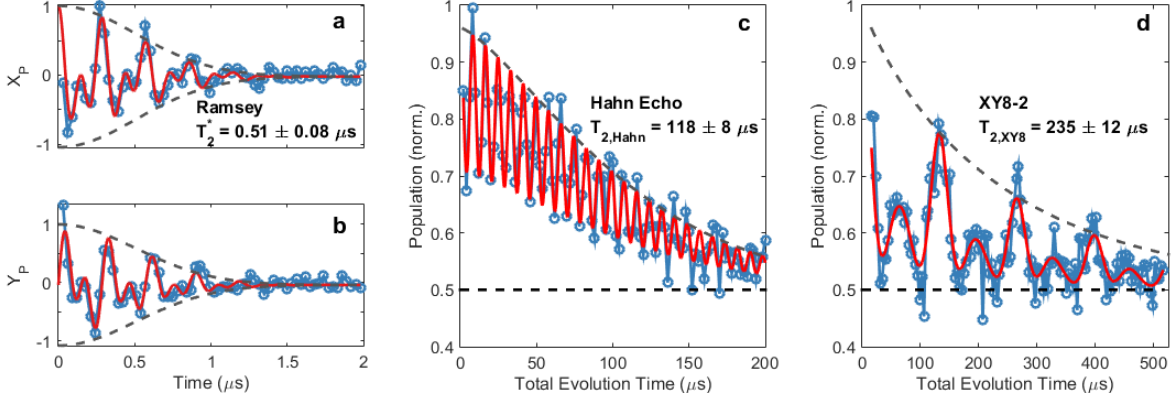 a
1
0
-1
X_P
Ramsey
T_2^* = 0.51 ± 0.08 μs
b
1
0
-1
Y_P
0
0.5
1
1.5
2
Time (μs)
c
1
0.9
0.8
0.7
0.6
0.5
0.4
Population (norm.)
Hahn Echo
T_2,Hahn = 118 ± 8 μs
0
50
100
150
200
Total Evolution Time (μs)
d
1
0.9
0.8
0.7
0.6
0.5
0.4
Population (norm.)
XY8-2
T_2,XY8 = 235 ± 12 μs
0
100
200
300
400
500
Total Evolution Time (μs)